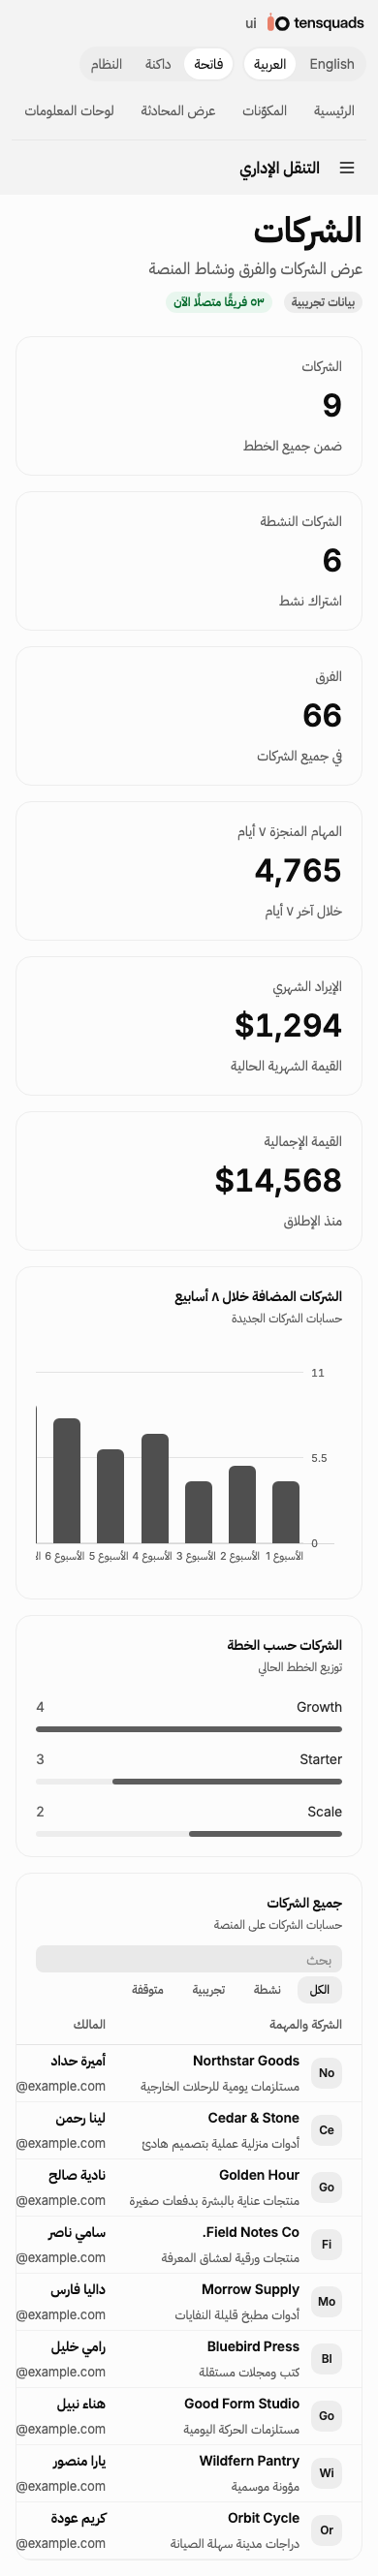 tensquads ui
English العربية فاتحة داكنة النظام
الرئيسية المكوّنات عرض المحادثة لوحات المعلومات
التنقل الإداري
الشركات
عرض الشركات والفرق ونشاط المنصة
بيانات تجريبية ٥٣ فريقًا متصلًا الآن
الشركات
9
ضمن جميع الخطط
الشركات النشطة
6
اشتراك نشط
الفرق
66
في جميع الشركات
المهام المنجزة ٧ أيام
4,765
خلال آخر ٧ أيام
الإيراد الشهري
$1,294
القيمة الشهرية الحالية
القيمة الإجمالية
$14,568
منذ الإطلاق
الشركات المضافة خلال ٨ أسابيع
حسابات الشركات الجديدة
11
5.5
0
الأسبوع 1 الأسبوع 2 الأسبوع 3 الأسبوع 4 الأسبوع 5 الأسبوع 6
الشركات حسب الخطة
توزيع الخطط الحالي
Growth 4
Starter 3
Scale 2
جميع الشركات
حسابات الشركات على المنصة
بحث
الكل نشطة تجريبية متوقفة
الشركة والمهمة المالك
No Northstar Goods أميرة حداد
مستلزمات يومية للرحلات الخارجية @example.com
Ce Cedar & Stone لينا رحمن
أدوات منزلية عملية بتصميم هادئ @example.com
Go Golden Hour نادية صالح
منتجات عناية بالبشرة بدفعات صغيرة @example.com
Fi Field Notes Co. سامي ناصر
منتجات ورقية لعشاق المعرفة @example.com
Mo Morrow Supply داليا فارس
أدوات مطبخ قليلة النفايات @example.com
Bl Bluebird Press رامي خليل
كتب ومجلات مستقلة @example.com
Go Good Form Studio هناء نبيل
مستلزمات الحركة اليومية @example.com
Wi Wildfern Pantry يارا منصور
مؤونة موسمية @example.com
Or Orbit Cycle كريم عودة
دراجات مدينة سهلة الصيانة @example.com